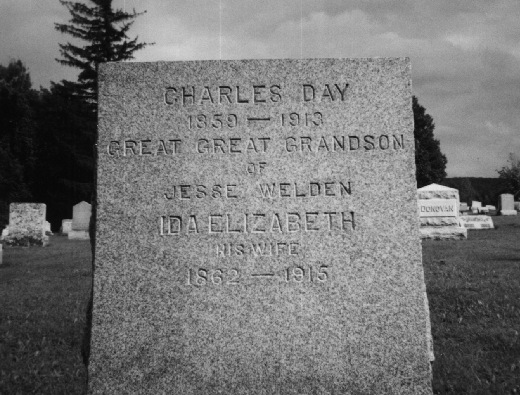 CHARLES DAY
1859 — 1913
GREAT GREAT GRANDSON
OF
JESSE WELDEN
IDA ELIZABETH
HIS WIFE
1862 — 1915
DONOVAN